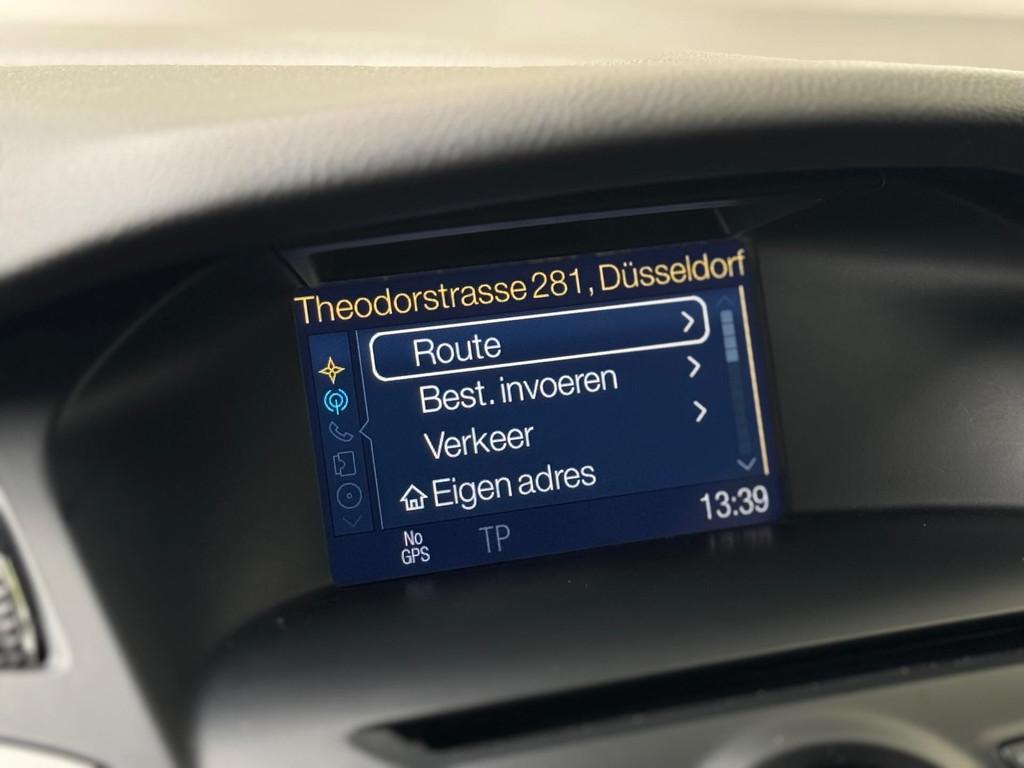 Theodorstrasse 281, Düsseldorf
Route
Best. invoeren
Verkeer
Eigen adres
No
GPS
TP
13:39